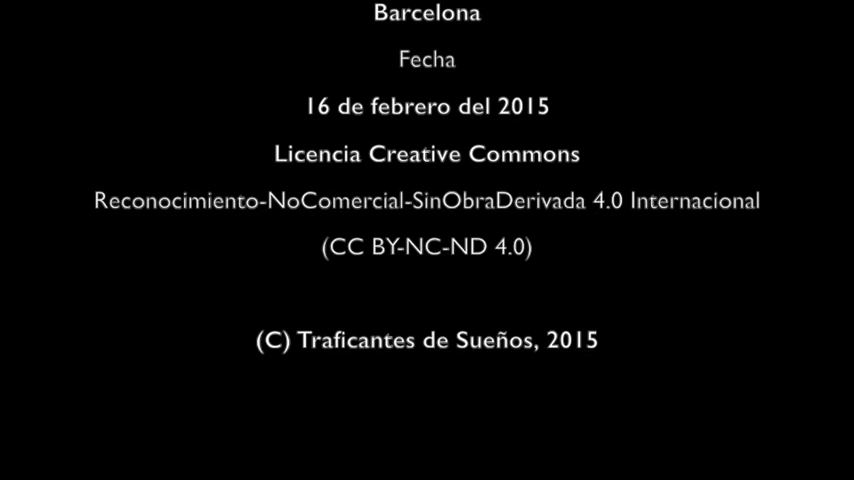 Barcelona
Fecha
16 de febrero del 2015
Licencia Creative Commons
Reconocimiento-NoComercial-SinObraDerivada 4.0 Internacional
(CC BY-NC-ND 4.0)
(C) Traficantes de Sueños, 2015